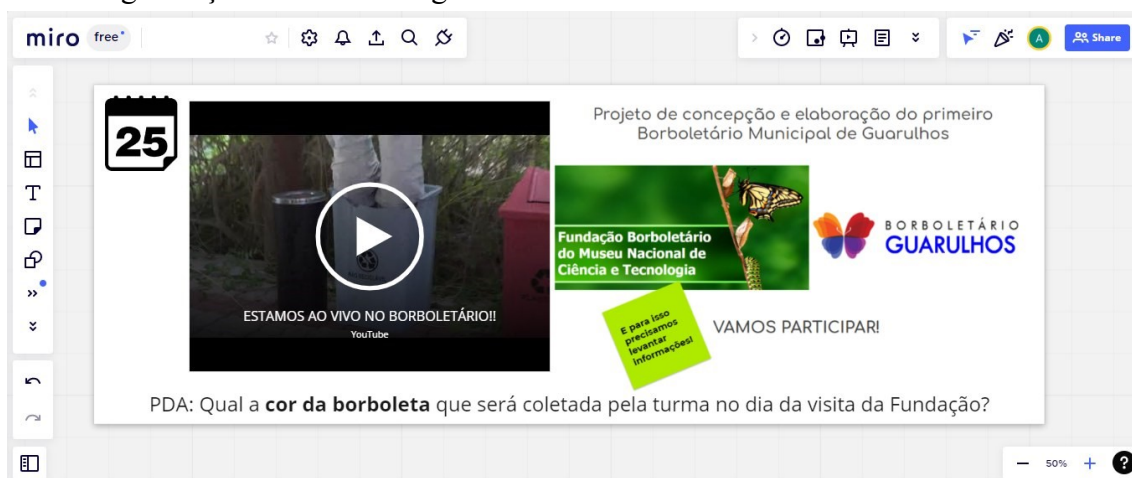 miro free
Share
25
ESTAMOS AO VIVO NO BORBOLETÁRIO!!
YouTube
Projeto de concepção e elaboração do primeiro
Borboletário Municipal de Guarulhos
Fundação Borboletário
do Museu Nacional de
Ciência e Tecnologia
BORBOLETÁRIO
GUARULHOS
E para isso
precisamos
levantar
informações!
VAMOS PARTICIPAR!
PDA: Qual a cor da borboleta que será coletada pela turma no dia da visita da Fundação?
A
50%